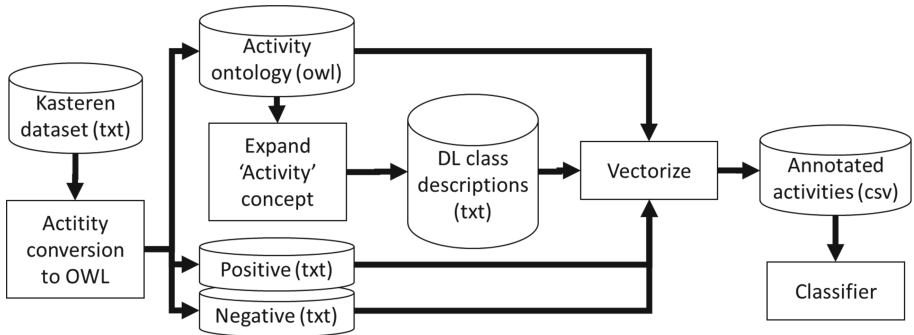 Kasteren
dataset (txt)
Actitity
conversion
to OWL
Activity
ontology (owl)
Expand
‘Activity’
concept
Positive (txt)
Negative (txt)
DL class
descriptions
(txt)
Vectorize
Annotated
activities (csv)
Classifier